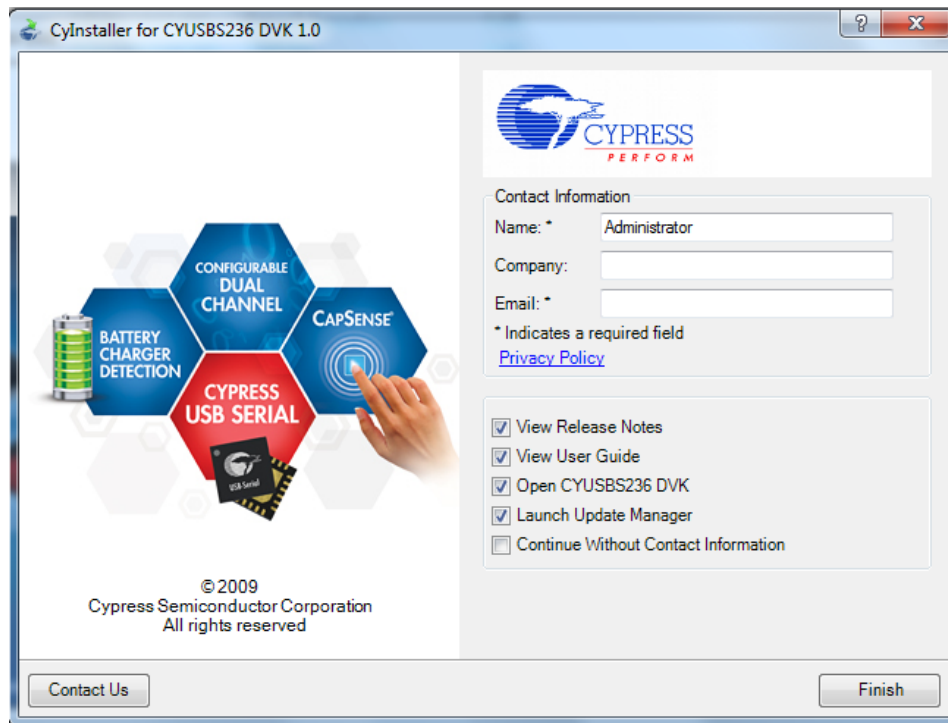 CyInstaller for CYUSBS236 DVK 1.0
CONFIGURABLE
DUAL
CHANNEL
BATTERY
CHARGER
DETECTION
CAPSENSE®
CYPRESS
USB SERIAL
USB-Serial
© 2009
Cypress Semiconductor Corporation
All rights reserved
CYPRESS
PERFORM
Contact Information
Name: * Administrator
Company:
Email: *
* Indicates a required field
Privacy Policy
View Release Notes
View User Guide
Open CYUSBS236 DVK
Launch Update Manager
Continue Without Contact Information
Contact Us
Finish